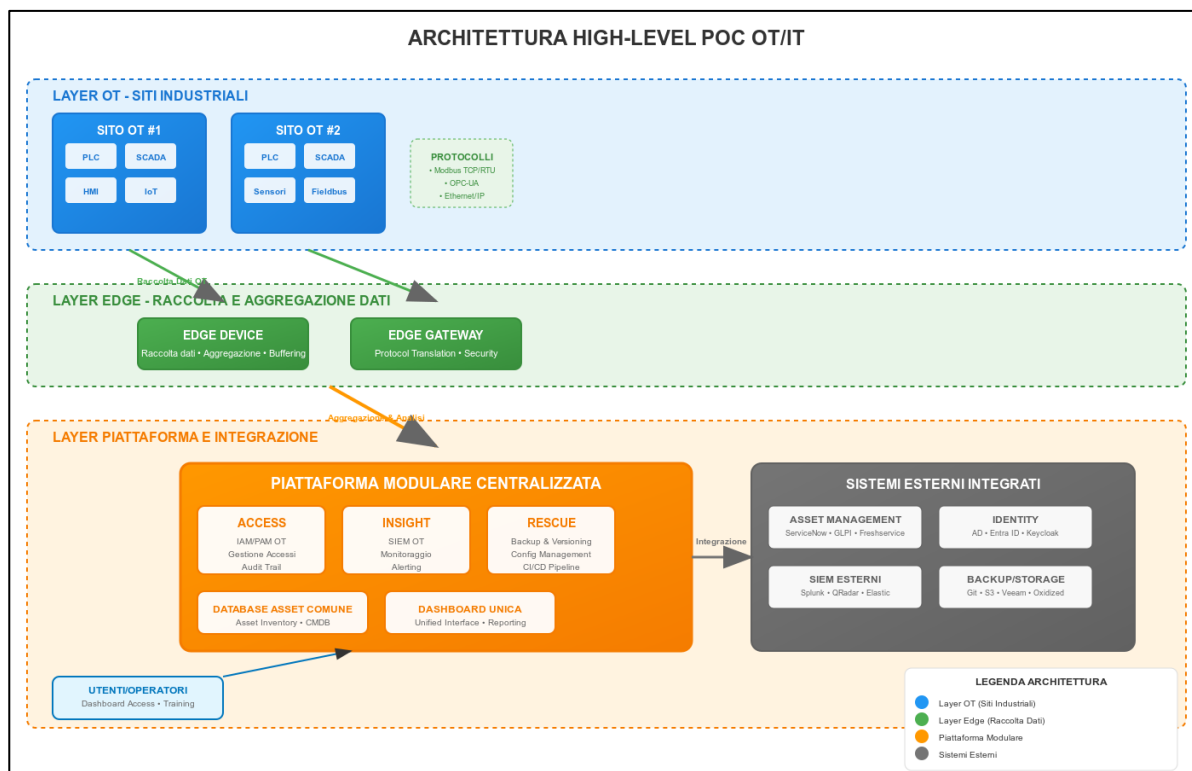 ARCHITETTURA HIGH-LEVEL POC OT/IT
LAYER OT - SITI INDUSTRIALI
SITO OT #1
PLC
SCADA
HMI
IoT
SITO OT #2
PLC
SCADA
Sensori
Fieldbus
PROTOCOLLI
• Modbus TCP/RTU
• OPC-UA
• Ethernet/IP
Raccolta Dati OT
LAYER EDGE - RACCOLTA E AGGREGAZIONE DATI
EDGE DEVICE
Raccolta dati • Aggregazione • Buffering
EDGE GATEWAY
Protocol Translation • Security
Aggregazione & Analisi
LAYER PIATTAFORMA E INTEGRAZIONE
PIATTAFORMA MODULARE CENTRALIZZATA
ACCESS
IAM/PAM OT
Gestione Accessi
Audit Trail
INSIGHT
SIEM OT
Monitoraggio
Alerting
RESCUE
Backup & Versioning
Config Management
CI/CD Pipeline
DATABASE ASSET COMUNE
Asset Inventory • CMDB
DASHBOARD UNICA
Unified Interface • Reporting
Integrazione
SISTEMI ESTERNI INTEGRATI
ASSET MANAGEMENT
ServiceNow • GLPI • Freshservice
IDENTITY
AD • Entra ID • Keycloak
SIEM ESTERNI
Splunk • QRadar • Elastic
BACKUP/STORAGE
Git • S3 • Veeam • Oxidized
UTENTI/OPERATORI
Dashboard Access • Training
LEGENDA ARCHITETTURA
Layer OT (Siti Industriali)
Layer Edge (Raccolta Dati)
Piattaforma Modulare
Sistemi Esterni